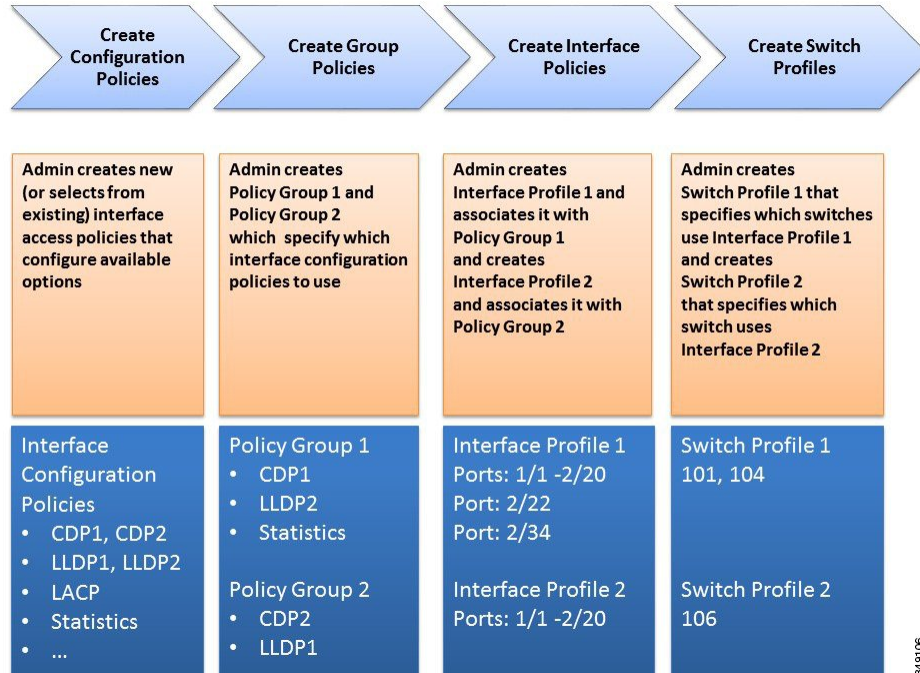 Create
Configuration
Policies
Create Group
Policies
Create Interface
Policies
Create Switch
Profiles
Admin creates new
(or selects from
existing) interface
access policies that
configure available
options
Admin creates
Policy Group 1 and
Policy Group 2
which specify which
interface configuration
policies to use
Admin creates
Interface Profile 1 and
associates it with
Policy Group 1
and creates
Interface Profile 2
and associates it with
Policy Group 2
Admin creates
Switch Profile 1 that
specifies which switches
use Interface Profile 1
and creates
Switch Profile 2
that specifies which
switch uses
Interface Profile 2
Interface
Configuration
Policies
• CDP1, CDP2
• LLDP1, LLDP2
• LACP
• Statistics
• ...
Policy Group 1
• CDP1
• LLDP2
• Statistics
Policy Group 2
• CDP2
• LLDP1
Interface Profile 1
Ports: 1/1 -2/20
Port: 2/22
Port: 2/34
Interface Profile 2
Ports: 1/1 -2/20
Switch Profile 1
101, 104
Switch Profile 2
106